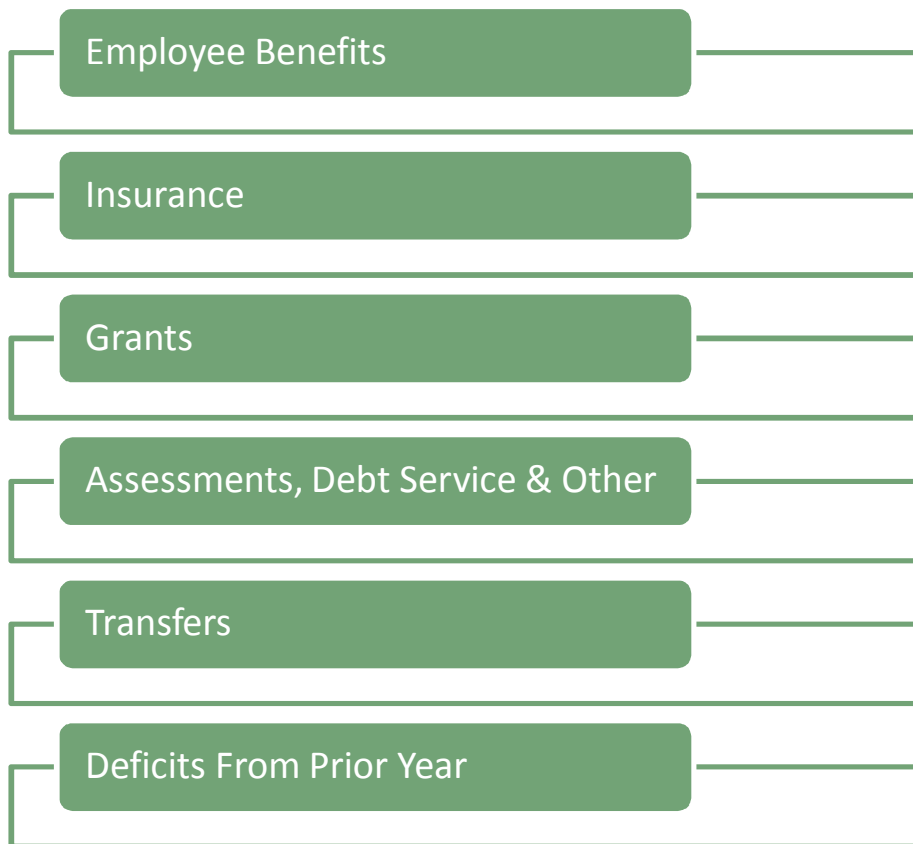 Employee Benefits
Insurance
Grants
Assessments, Debt Service & Other
Transfers
Deficits From Prior Year